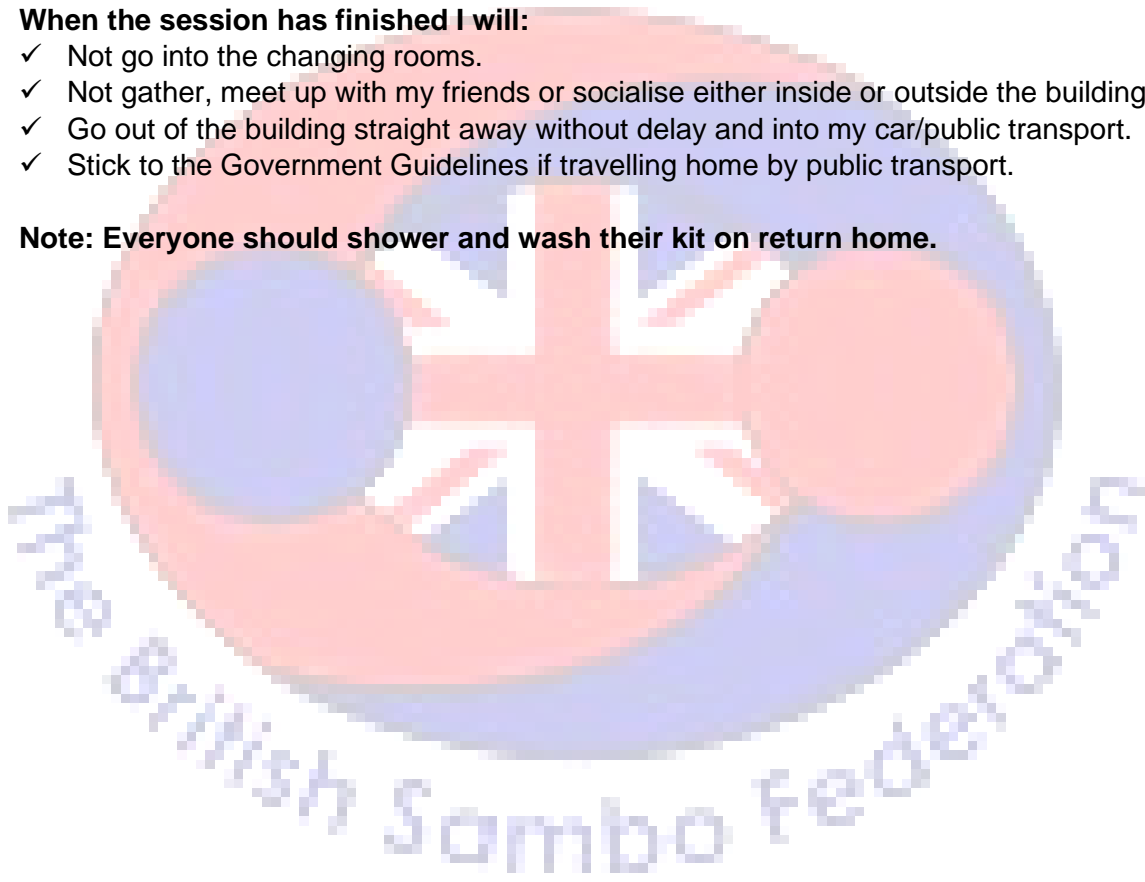 When the session has finished I will:
✓ Not go into the changing rooms.
✓ Not gather, meet up with my friends or socialise either inside or outside the building
✓ Go out of the building straight away without delay and into my car/public transport.
✓ Stick to the Government Guidelines if travelling home by public transport.
Note: Everyone should shower and wash their kit on return home.
The British Sambo Federation